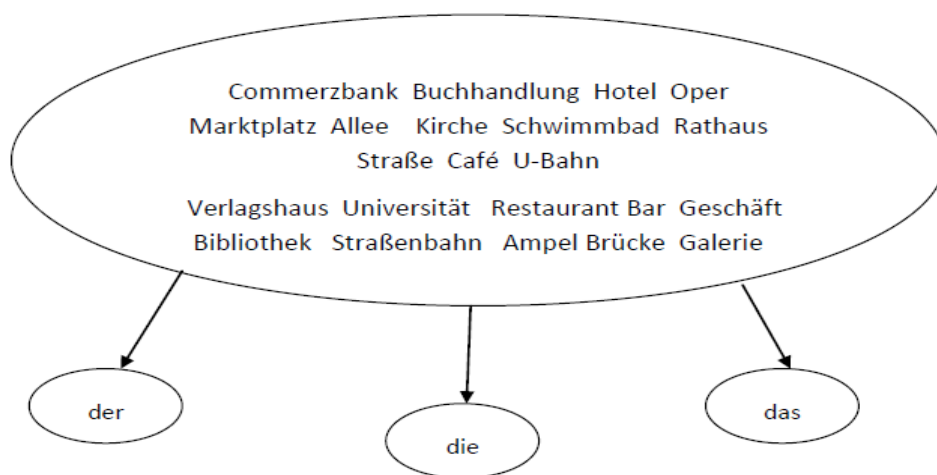 Commerzbank Buchhandlung Hotel Oper
Marktplatz Allee Kirche Schwimmbad Rathaus
Straße Café U-Bahn
Verlagshaus Universität Restaurant Bar Geschäft
Bibliothek Straßenbahn Ampel Brücke Galerie
der
die
das